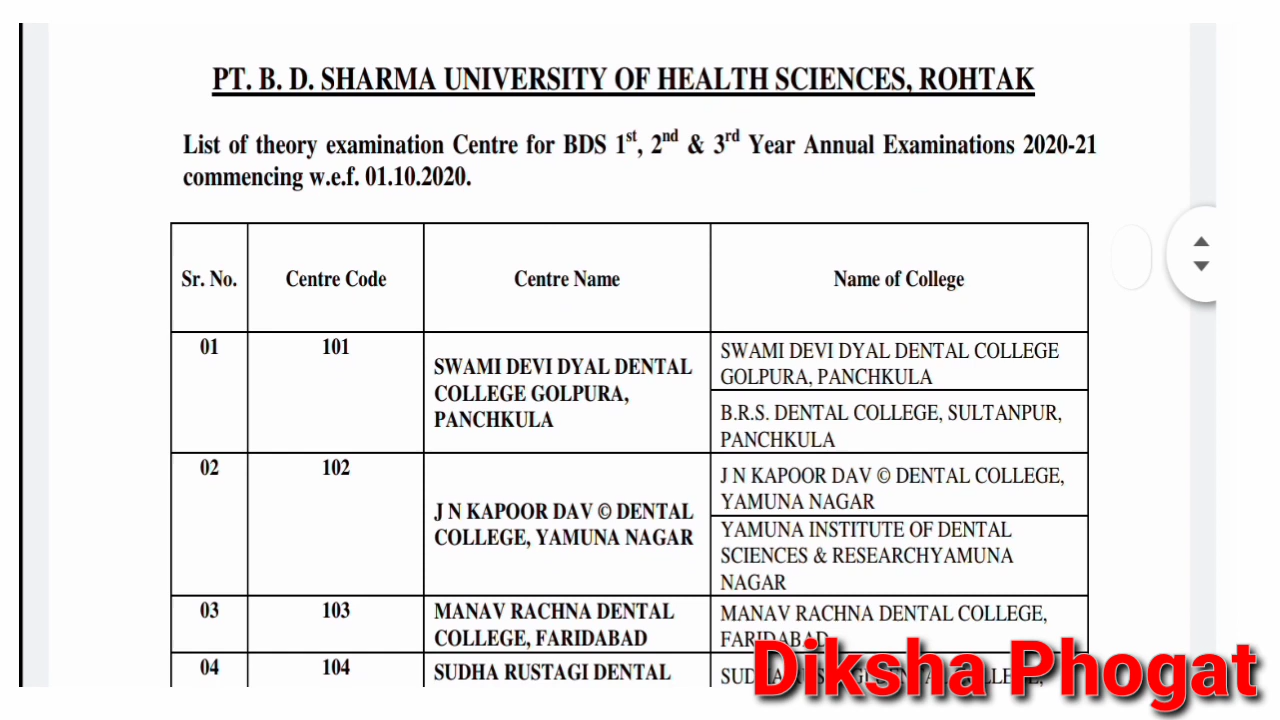 PT. B. D. SHARMA UNIVERSITY OF HEALTH SCIENCES, ROHTAK
List of theory examination Centre for BDS 1st, 2nd & 3rd Year Annual Examinations 2020-21
commencing w.e.f. 01.10.2020.
Sr. No. Centre Code Centre Name Name of College
01 101
SWAMI DEVI DYAL DENTAL
COLLEGE GOLPURA,
PANCHKULA
SWAMI DEVI DYAL DENTAL COLLEGE
GOLPURA, PANCHKULA
B.R.S. DENTAL COLLEGE, SULTANPUR,
PANCHKULA
02 102
J N KAPOOR DAV © DENTAL
COLLEGE, YAMUNA NAGAR
J N KAPOOR DAV © DENTAL COLLEGE,
YAMUNA NAGAR
YAMUNA INSTITUTE OF DENTAL
SCIENCES & RESEARCHYAMUNA
NAGAR
03 103
MANAV RACHNA DENTAL
COLLEGE, FARIDABAD
MANAV RACHNA DENTAL COLLEGE,
FARIDABAD
04 104
SUDHA RUSTAGI DENTAL
Diksha Phogat